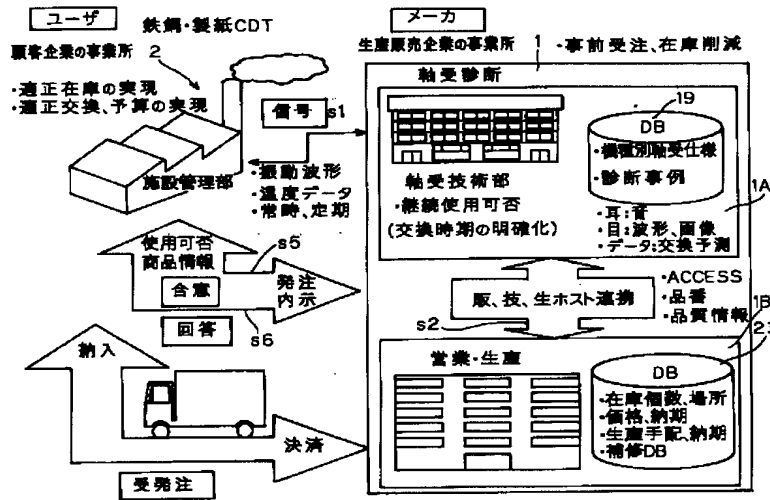 ユーザ
鉄鋼・製紙CDT
顧客企業の事業所
2
・適正在庫の実現
・適正交換、予算の実現
信号
s1
施設管理部
・振動波形
・温度データ
・常時、定期
メーカ
生産販売企業の事業所
1
・事前受注、在庫削減
軸受診断
19
DB
・機種別軸受仕様
・診断事例
軸受技術部
・継続使用可否
(交換時期の明確化)
1A
・耳:音
・目:波形、画像
・データ:交換予測
使用可否
商品情報
s5
合意
発注
内示
回答
s6
販、技、生ホスト連携
s2
・ACCESS
・品番
・品質情報
1B
23
納入
決済
受発注
営業・生産
DB
・在庫個数、場所
・価格、納期
・生産手配、納期
・補修DB